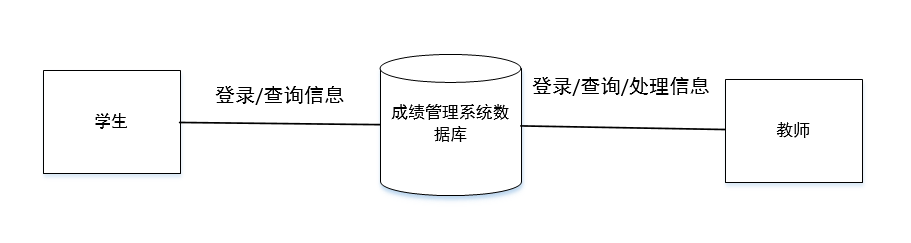 登录/查询信息
登录/查询/处理信息
学生
成绩管理系统数
据库
教师